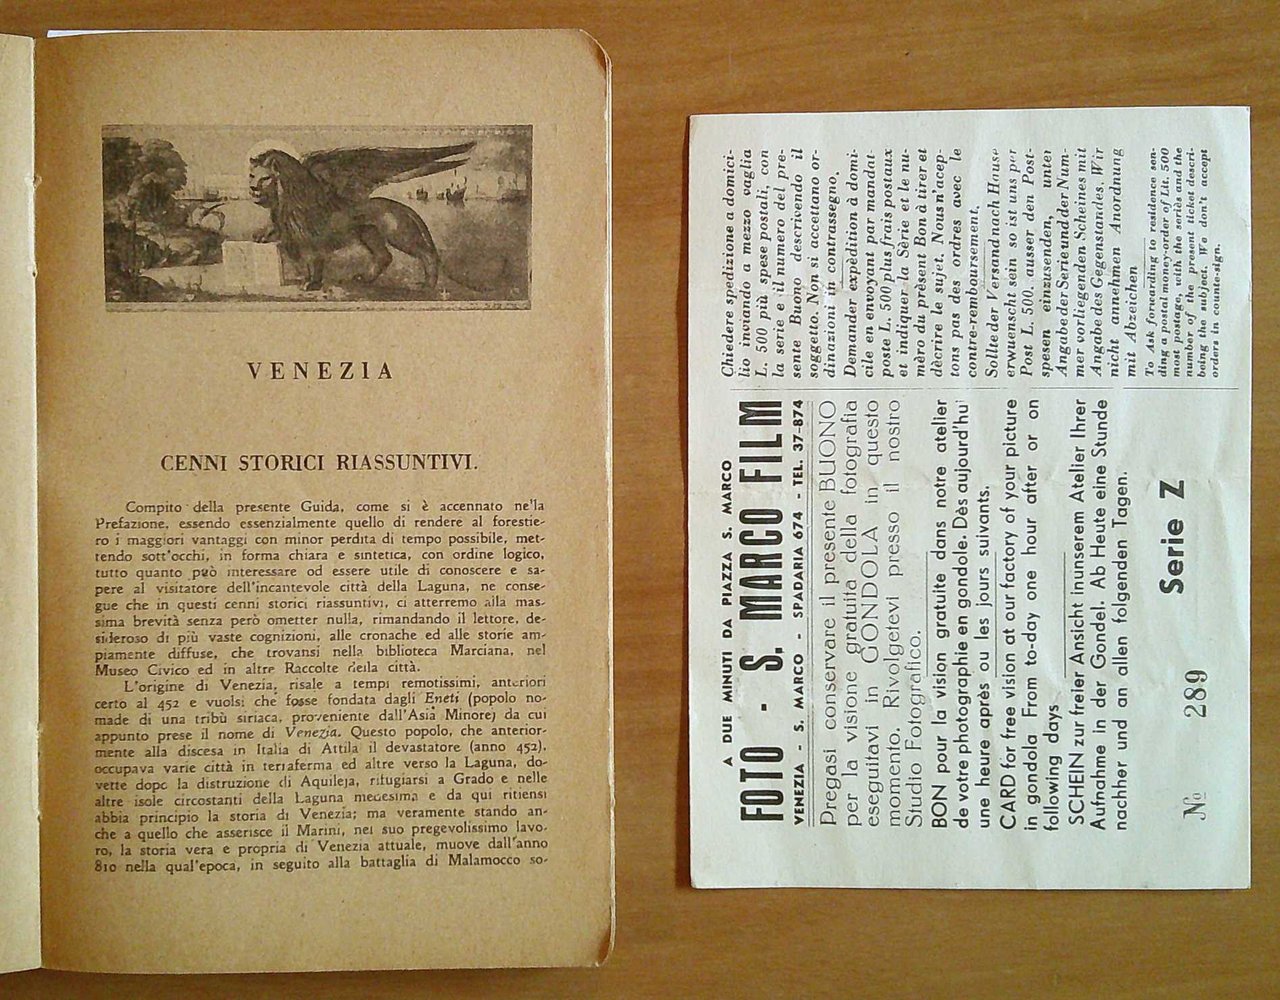 VENEZIA
CENNI STORICI RIASSUNTIVI.
Compito della presente Guida, come si è accennato ne'la
Prefazione, essendo essenzialmente quello di rendere al forestie-
ro i maggiori vantaggi con minor perdita di tempo possibile, met-
tendo sott'occhi, in forma chiara e sintetica, con ordine logico,
tutto quanto può interessare od essere utile di conoscere e sa-
pere al visitatore dell'incantevole città della Laguna, ne conse-
gue che in questi cenni storici riassuntivi, ci atterremo alla mas-
sima brevità senza però ometter nulla, rimandando il lettore, de-
sideroso di più vaste cognizioni, alle cronache ed alle storie am-
piamente diffuse, che trovansi nella biblioteca Marciana, nel
Museo Civico ed in altre Raccolte della città.
L'origine di Venezia, risale a tempi remotissimi, anteriori
certo al 452 e vuolsi che fosse fondata dagli Eneti (popolo no-
made di una tribù siriaca, proveniente dall'Asia Minore) da cui
appunto prese il nome di Venezia. Questo popolo, che anterior-
mente alla discesa in Italia di Attila il devastatore (anno 452),
occupava varie città in terraferma ed altre verso la Laguna, do-
vette dopo la distruzione di Aquileja, rifugiarsi a Grado e nelle
altre isole circostanti della Laguna medesima e da qui ritiensi
abbia principio la storia di Venezia; ma veramente stando an-
che a quello che asserisce il Marini, nel suo pregevolissimo lavo-
ro, la storia vera e propria di Venezia attuale, muove dall'anno
810 nella qual'epoca, in seguito alla battaglia di Malamocco so-
A DUE MINUTI DA PIAZZA S. MARCO
FOTO - S. MARCO FILM
VENEZIA - S. MARCO - SPADARIA 674 - TEL. 37-874
Pregasi conservare il presente BUONO
per la visione gratuita della fotografia
eseguitavi in GONDOLA in questo
momento. Rivolgetevi presso il nostro
Studio Fotografico.
BON pour la vision gratuite dans notre atelier
de votre photographie en gondole. Dès aujourd'hui
une heure après ou les jours suivants.
CARD for free vision at our factory of your picture
in gondola From to-day one hour after or on
following days
SCHEIN zur freier Ansicht inunserem Atelier Ihrer
Aufnahme in der Gondel. Ab Heute eine Stunde
nachher und an allen folgenden Tagen.
№ 289 Serie Z
Chiedere spedizione a domici-
lio inviando a mezzo vaglia
L. 500 più spese postali, con
la serie e il numero del pre-
sente Buono descrivendo il
soggetto. Non si accettano or-
dinazioni in contrassegno.
Demander expédition à domi-
cile en envoyant par mandat-
poste L. 500 plus frais postaux
et indiquer la Sèrie et le nu-
mèro du prèsent Bon à tirer et
dècrire le sujet. Nous n'acep-
tons pas des ordres avec le
contre-remboursement.
Sollte der Versand nach Hause
erwuenscht sein so ist uns per
Post L. 500. ausser den Post-
spesen einzusenden, unter
Angabe der Serie und der Num-
mer vorliegenden Scheines mit
Angabe des Gegenstandes. Wir
nicht annehmen Anordnung
mit Abzeichen
To Ask forewarding to residence sen-
ding a postal money-order of Lit. 500
most postage, with the seriès and the
number of the present ticket descri-
being the subject. We don't accept
orders in counte-sign.